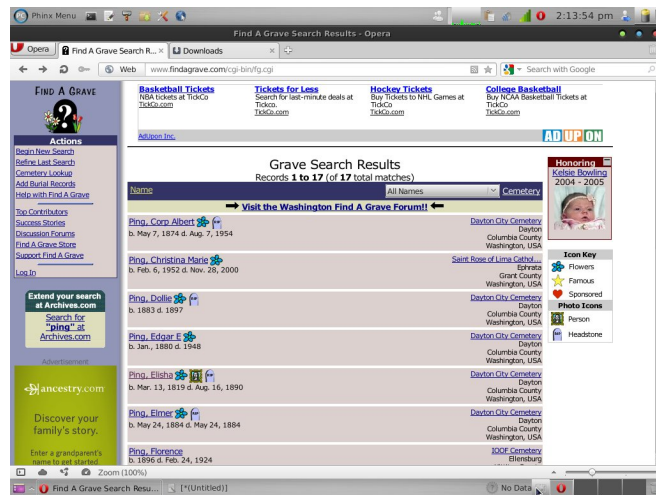 Phinx Menu
2:13:54 pm
Find A Grave Search Results - Opera
Opera
Find A Grave Search R...
Downloads
Web
www.findagrave.com/cgi-bin/fg.cgi
Search with Google
FIND A GRAVE
Actions
Begin New Search
Refine Last Search
Cemetery Lookup
Add Burial Records
Help with Find A Grave
Top Contributors
Success Stories
Discussion Forums
Find A Grave Store
Support Find A Grave
Log In
Extend your search
at Archives.com
Search for
"ping" at
Archives.com
Advertisement
ancestry.com
Discover your
family's story.
Enter a grandparent's
name to get started.
Basketball Tickets
NBA tickets at TickCo
TickCo.com
Tickets for Less
Search for last-minute deals at
Tickco.
TickCo.com
Hockey Tickets
Buy Tickets to NHL Games at
TickCo
TickCo.com
College Basketball
Buy NCAA Basketball Tickets at
TickCo
TickCo.com
AdUpon Inc.
AD UP ON
Grave Search Results
Records 1 to 17 (of 17 total matches)
Name
All Names
Cemetery
Visit the Washington Find A Grave Forum!!
Ping, Corp Albert
b. May 7, 1874 d. Aug. 7, 1954
Dayton City Cemetery
Dayton
Columbia County
Washington, USA
Ping, Christina Marie
b. Feb. 6, 1952 d. Nov. 28, 2000
Saint Rose of Lima Cathol...
Ephrata
Grant County
Washington, USA
Ping, Dollie
b. 1883 d. 1897
Dayton City Cemetery
Dayton
Columbia County
Washington, USA
Ping, Edgar E
b. Jan., 1880 d. 1948
Dayton City Cemetery
Dayton
Columbia County
Washington, USA
Ping, Elisha
b. Mar. 13, 1819 d. Aug. 16, 1890
Dayton City Cemetery
Dayton
Columbia County
Washington, USA
Ping, Elmer
b. May 24, 1884 d. May 24, 1884
Dayton City Cemetery
Dayton
Columbia County
Washington, USA
Ping, Florence
b. 1896 d. Feb. 24, 1924
IOOF Cemetery
Ellensburg
Honoring
Kelsie Bowling
2004 - 2005
Icon Key
Flowers
Famous
Sponsored
Photo Icons
Person
Headstone
Zoom (100%)
Find A Grave Search Resu...
[*(Untitled)]
No Data